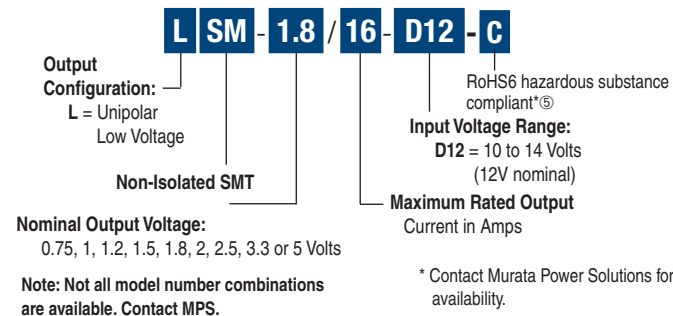 L SM - 1.8 / 16 - D12 - C
Output
Configuration:
L = Unipolar
Low Voltage
Non-Isolated SMT
Nominal Output Voltage:
0.75, 1, 1.2, 1.5, 1.8, 2, 2.5, 3.3 or 5 Volts
Note: Not all model number combinations
are available. Contact MPS.
RoHS6 hazardous substance
compliant*⑤
Input Voltage Range:
D12 = 10 to 14 Volts
(12V nominal)
Maximum Rated Output
Current in Amps
* Contact Murata Power Solutions for
availability.